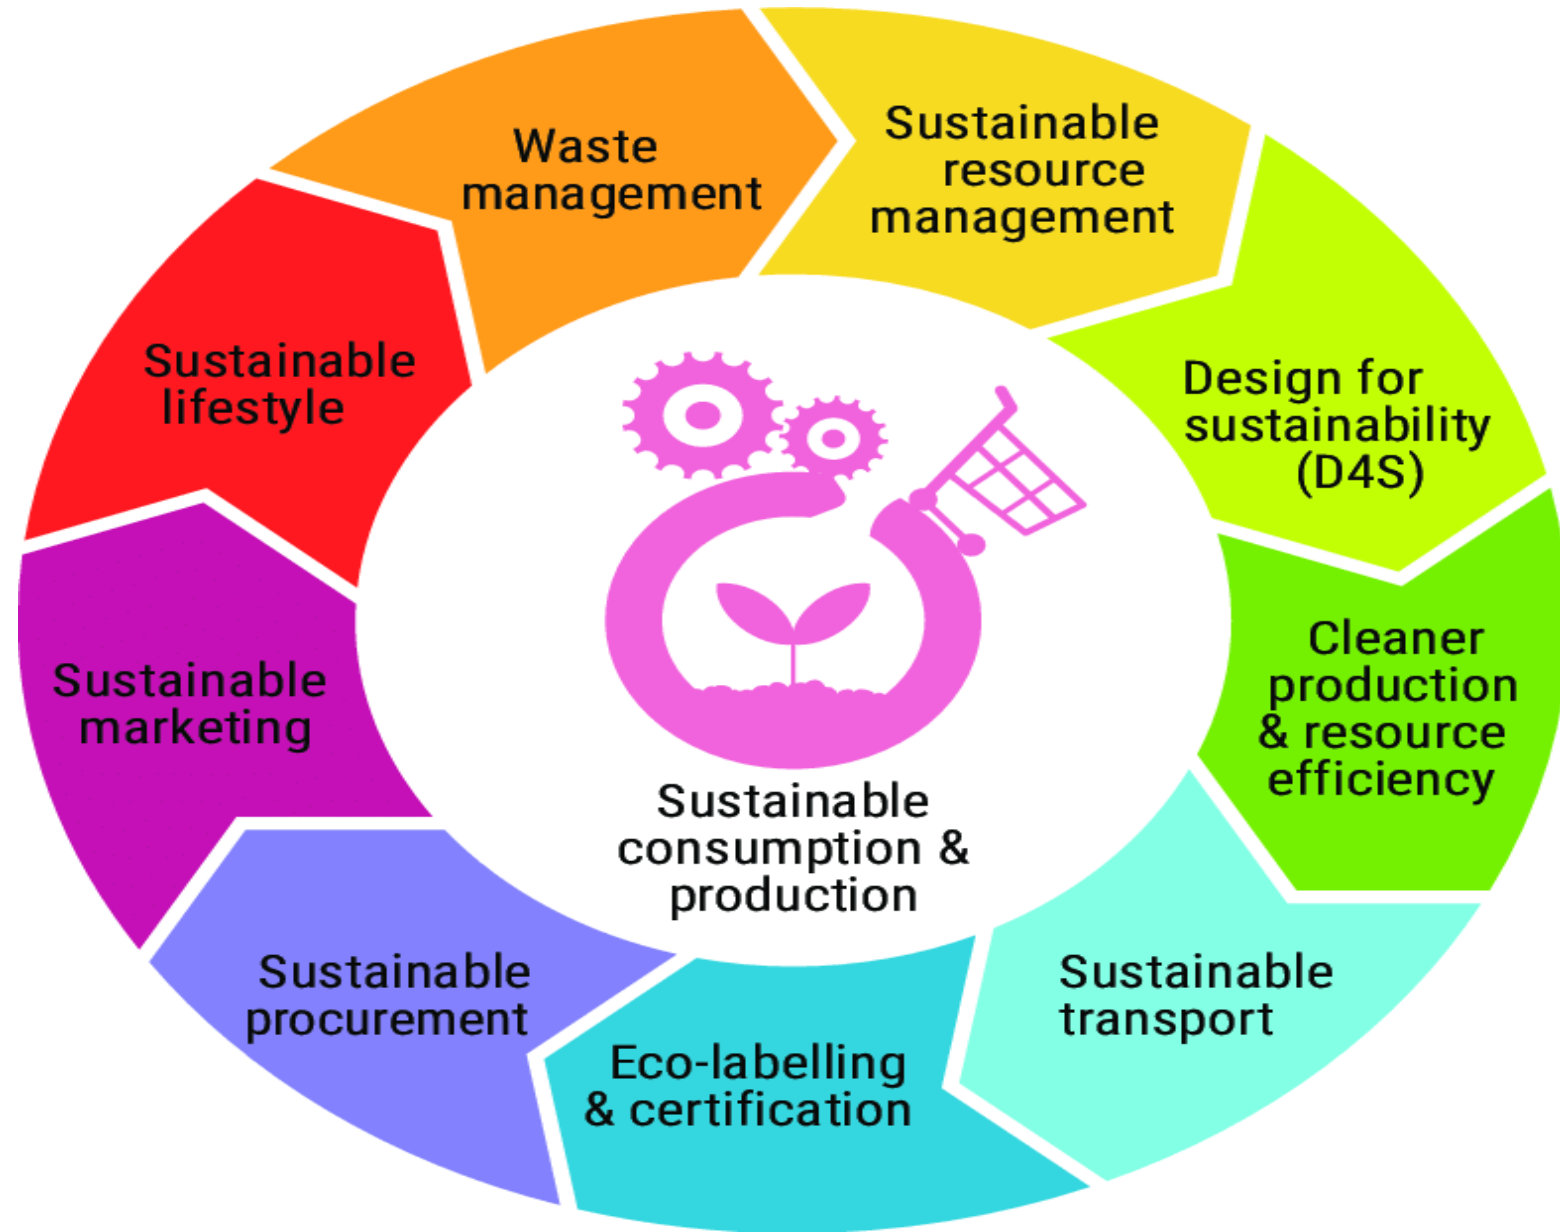 Waste
management
Sustainable
resource
management
Design for
sustainability
(D4S)
Cleaner
production
& resource
efficiency
Sustainable
transport
Eco-labelling
& certification
Sustainable
procurement
Sustainable
marketing
Sustainable
lifestyle
Sustainable
consumption &
production